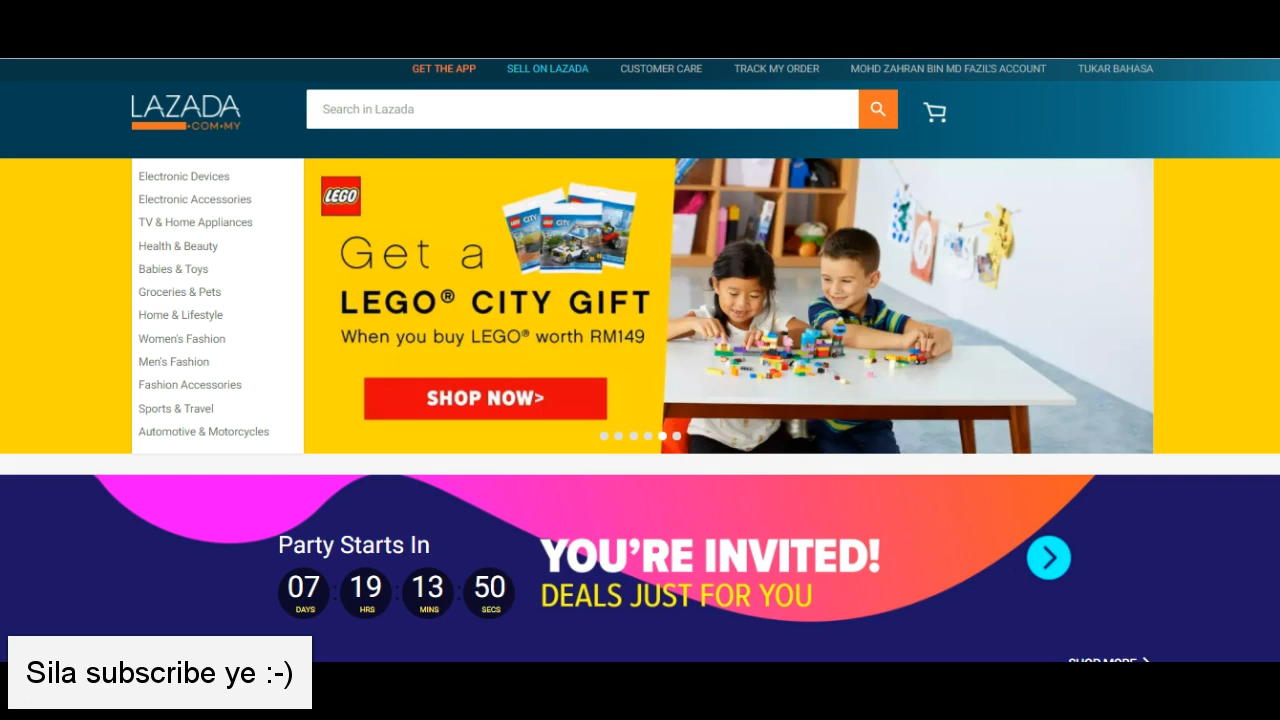 GET THE APP SELL ON LAZADA CUSTOMER CARE TRACK MY ORDER MOHD ZAHRAN BIN MD FAZIL'S ACCOUNT TUKAR BAHASA
LAZADA
.COM.MY
Search in Lazada
Electronic Devices
Electronic Accessories
TV & Home Appliances
Health & Beauty
Babies & Toys
Groceries & Pets
Home & Lifestyle
Women's Fashion
Men's Fashion
Fashion Accessories
Sports & Travel
Automotive & Motorcycles
LEGO
CITY
CITY
Get a
LEGO® CITY GIFT
When you buy LEGO® worth RM149
SHOP NOW>
Party Starts In
07 : 19 : 13 : 50
DAYS HRS MINS SECS
YOU'RE INVITED!
DEALS JUST FOR YOU
SHOP MORE
Sila subscribe ye :-)